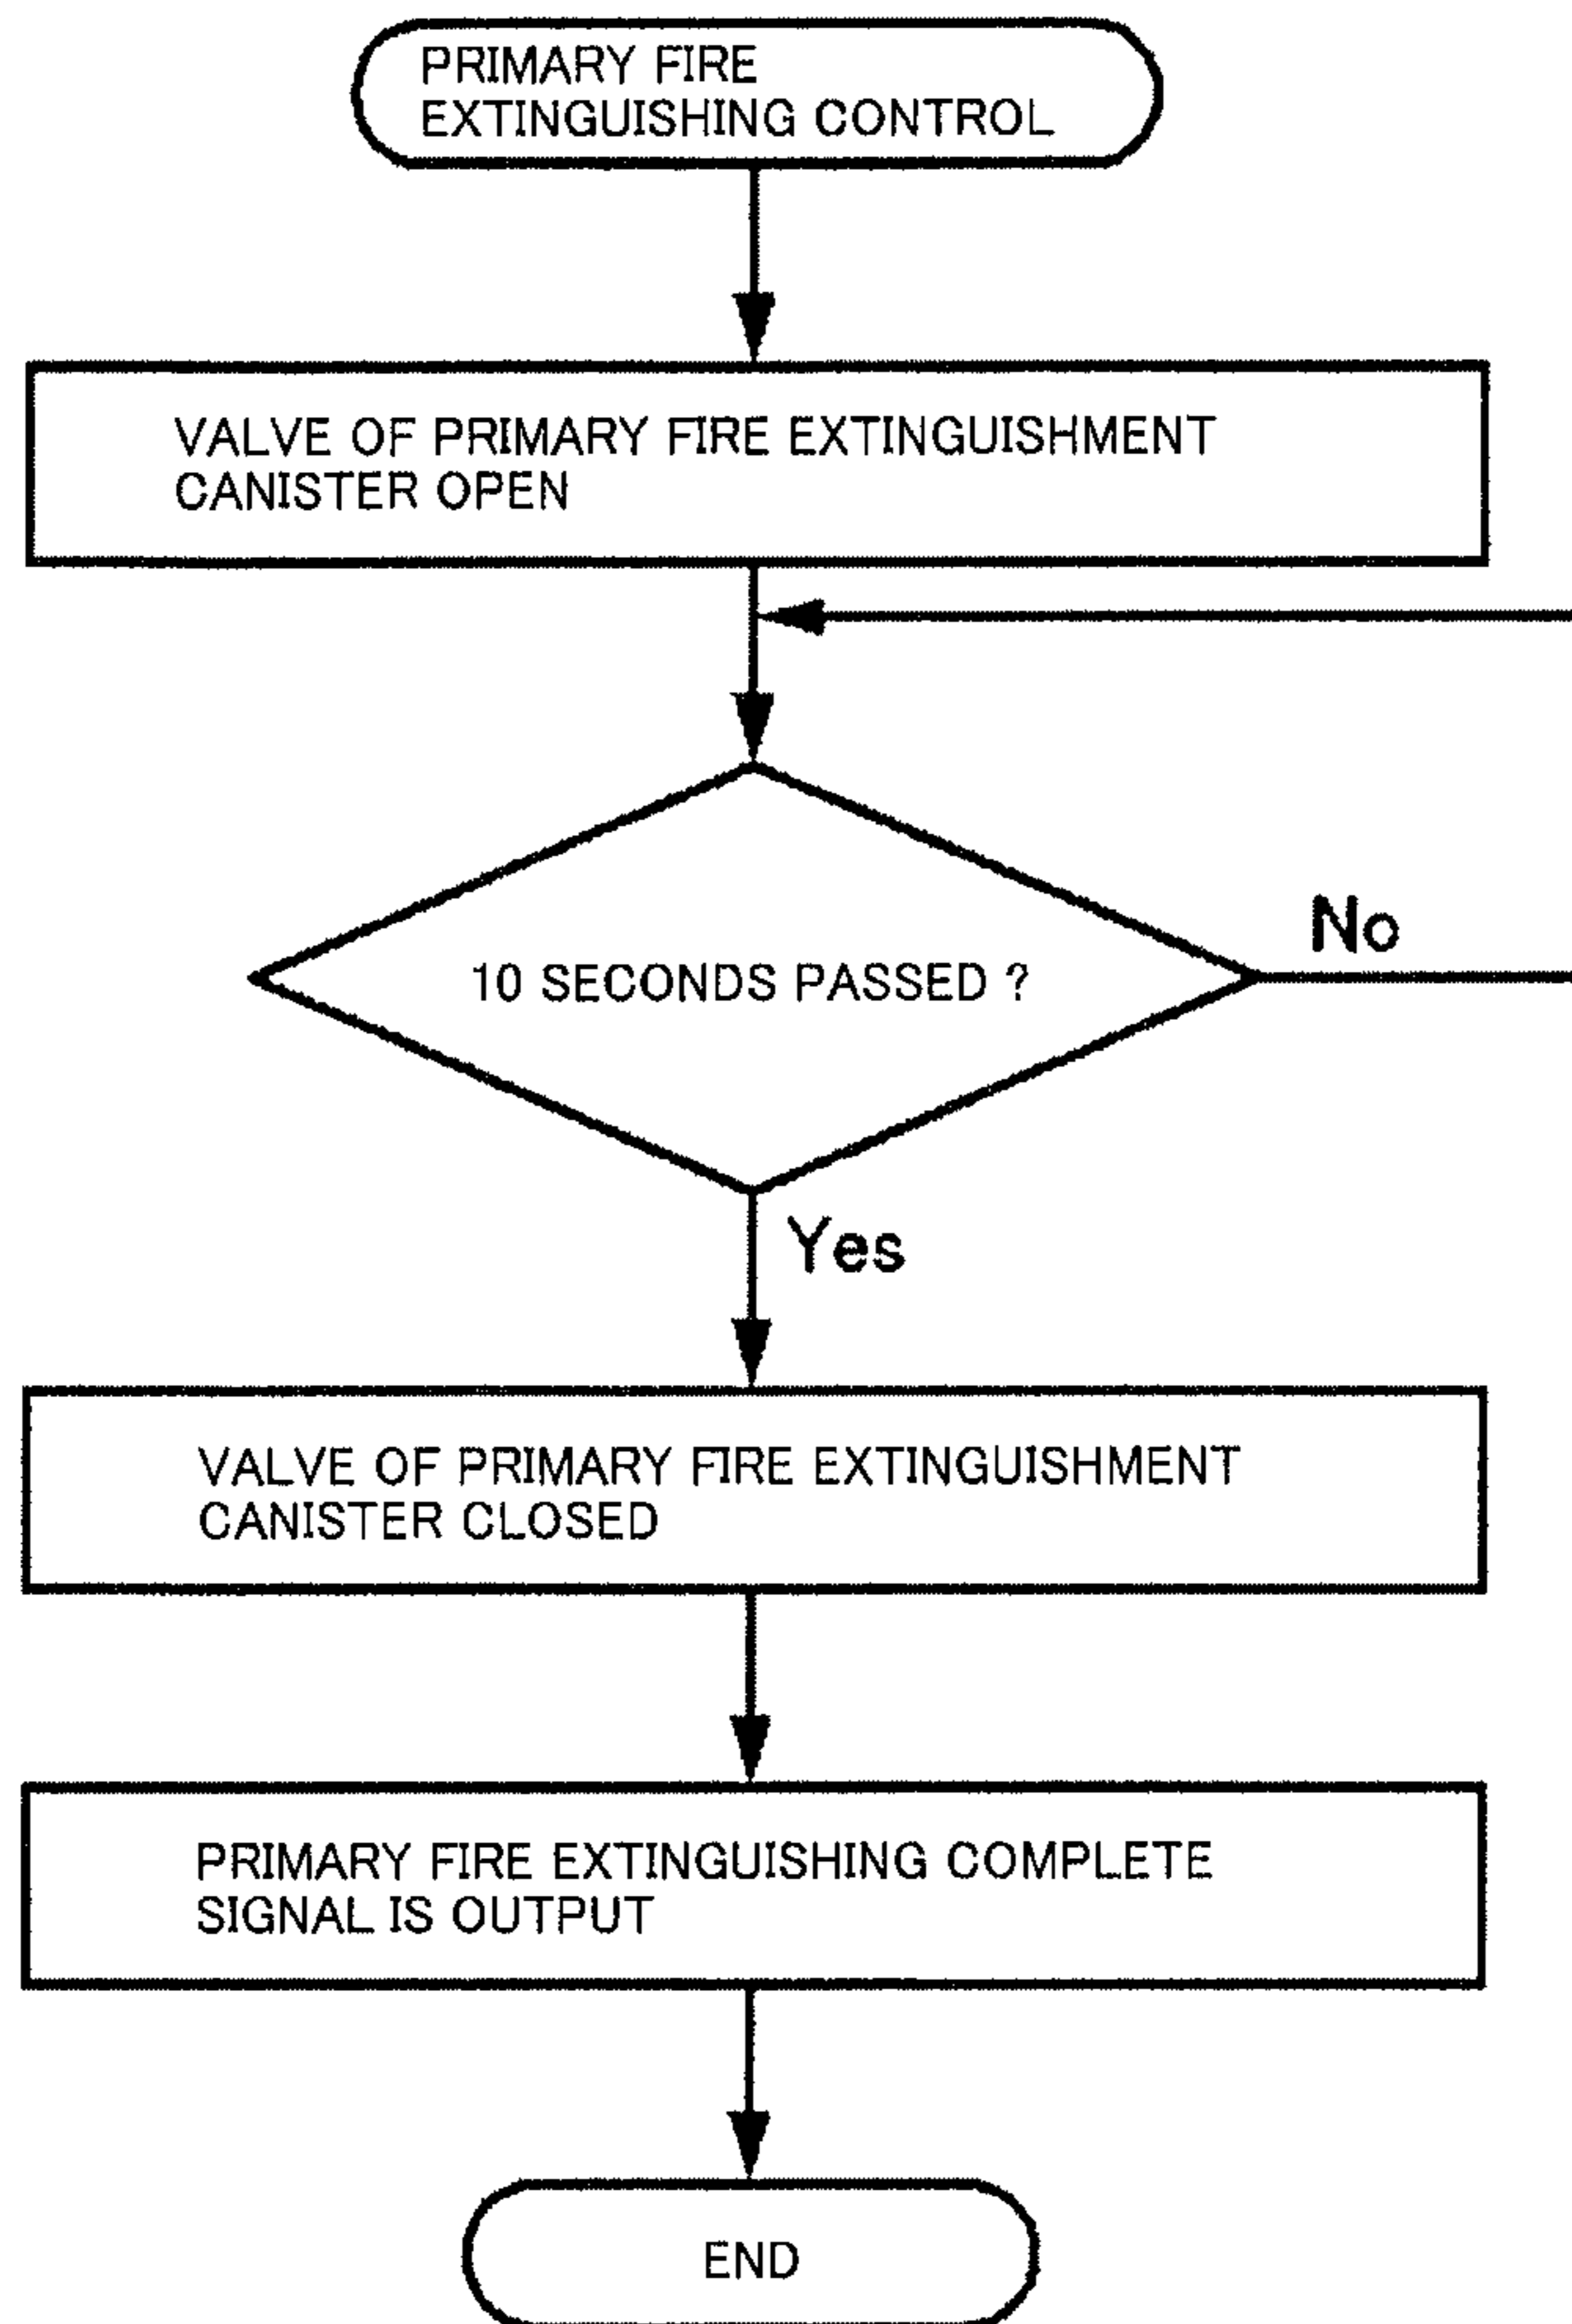 PRIMARY FIRE
EXTINGUISHING CONTROL
VALVE OF PRIMARY FIRE EXTINGUISHMENT
CANISTER OPEN
10 SECONDS PASSED ?
No
Yes
VALVE OF PRIMARY FIRE EXTINGUISHMENT
CANISTER CLOSED
PRIMARY FIRE EXTINGUISHING COMPLETE
SIGNAL IS OUTPUT
END